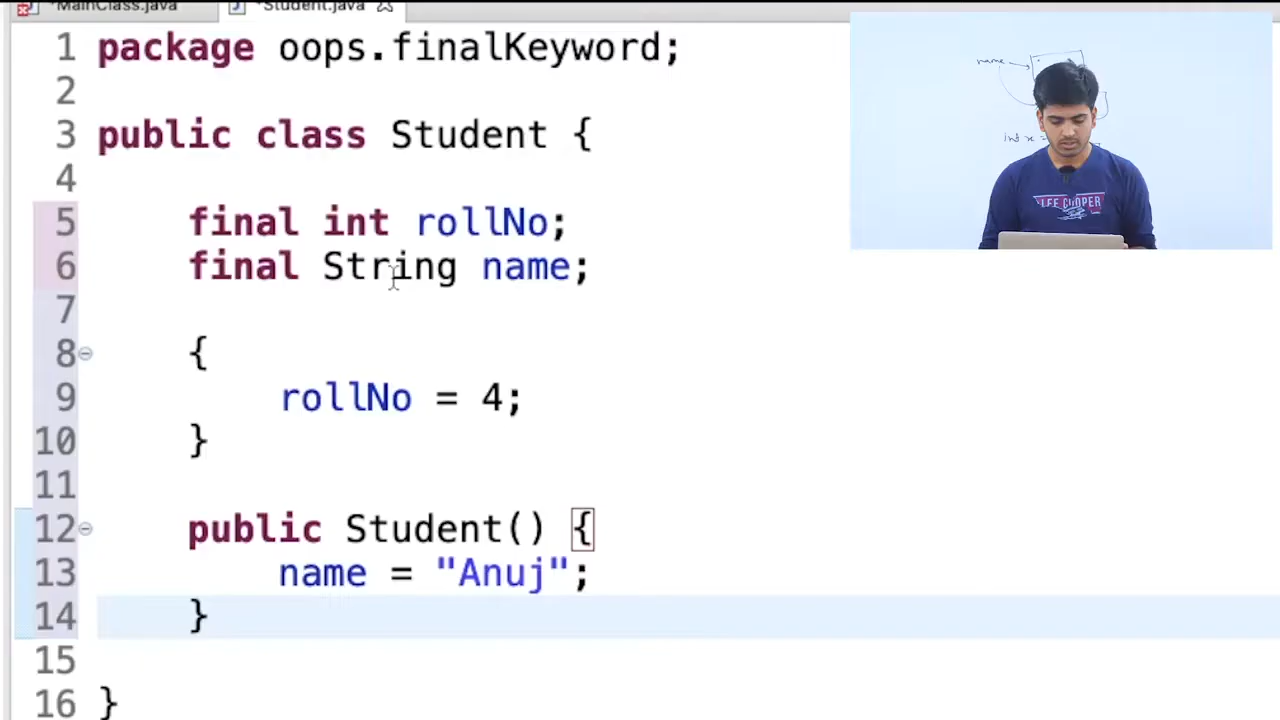 *MainClass.java
*Student.java
1 package oops.finalKeyword;
2
3 public class Student {
4
5 final int rollNo;
6 final String name;
7
8 {
9 rollNo = 4;
10 }
11
12 public Student() {
13 name = "Anuj";
14 }
15
16 }
name
int x =
LEE COOPER